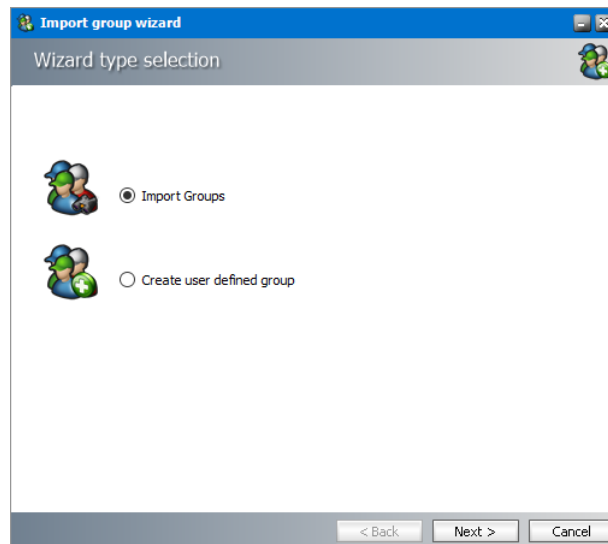 Import group wizard
Wizard type selection
Import Groups
Create user defined group
< Back Next > Cancel